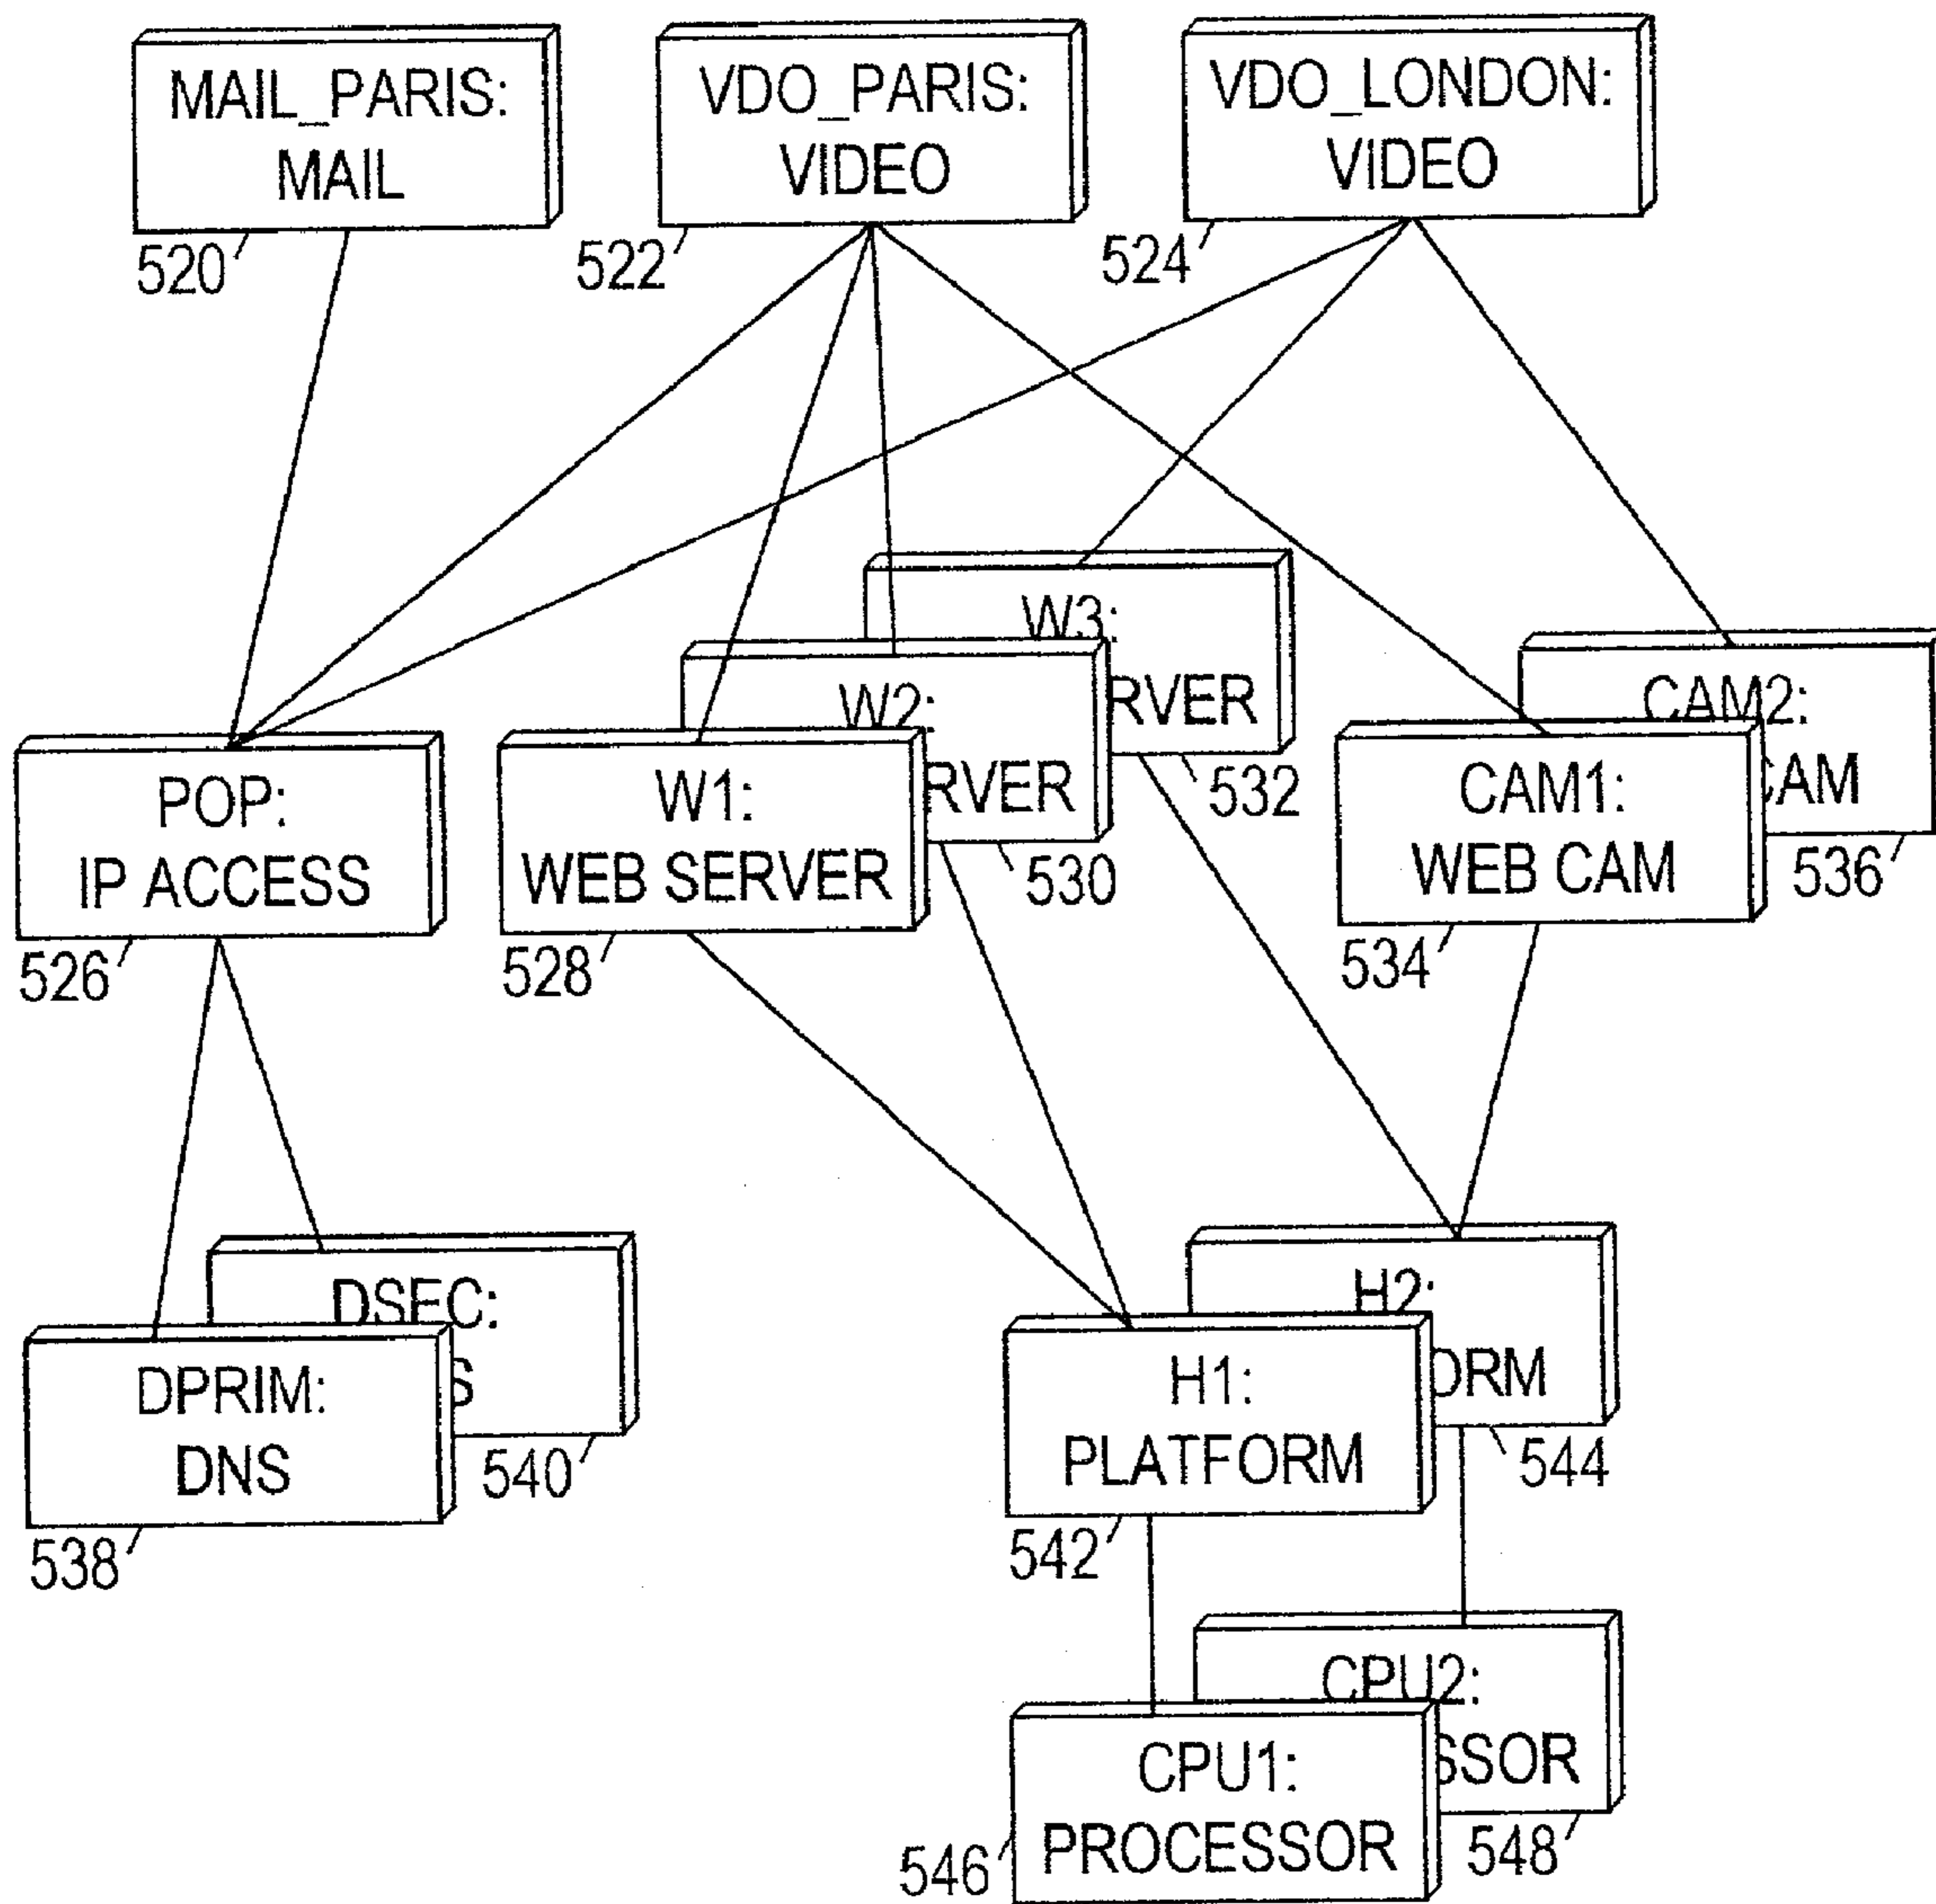 MAIL_PARIS:
MAIL
520
VDO_PARIS:
VIDEO
522
VDO_LONDON:
VIDEO
524
POP:
IP ACCESS
526
W1:
WEB SERVER
528
W2:
RVER
530
W3:
RVER
532
CAM1:
WEB CAM
534
CAM2:
CAM
536
DPRIM:
DNS
538
DSEC:
S
540
H1:
PLATFORM
542
H2:
ORM
544
CPU1:
PROCESSOR
546
CPU2:
SSOR
548